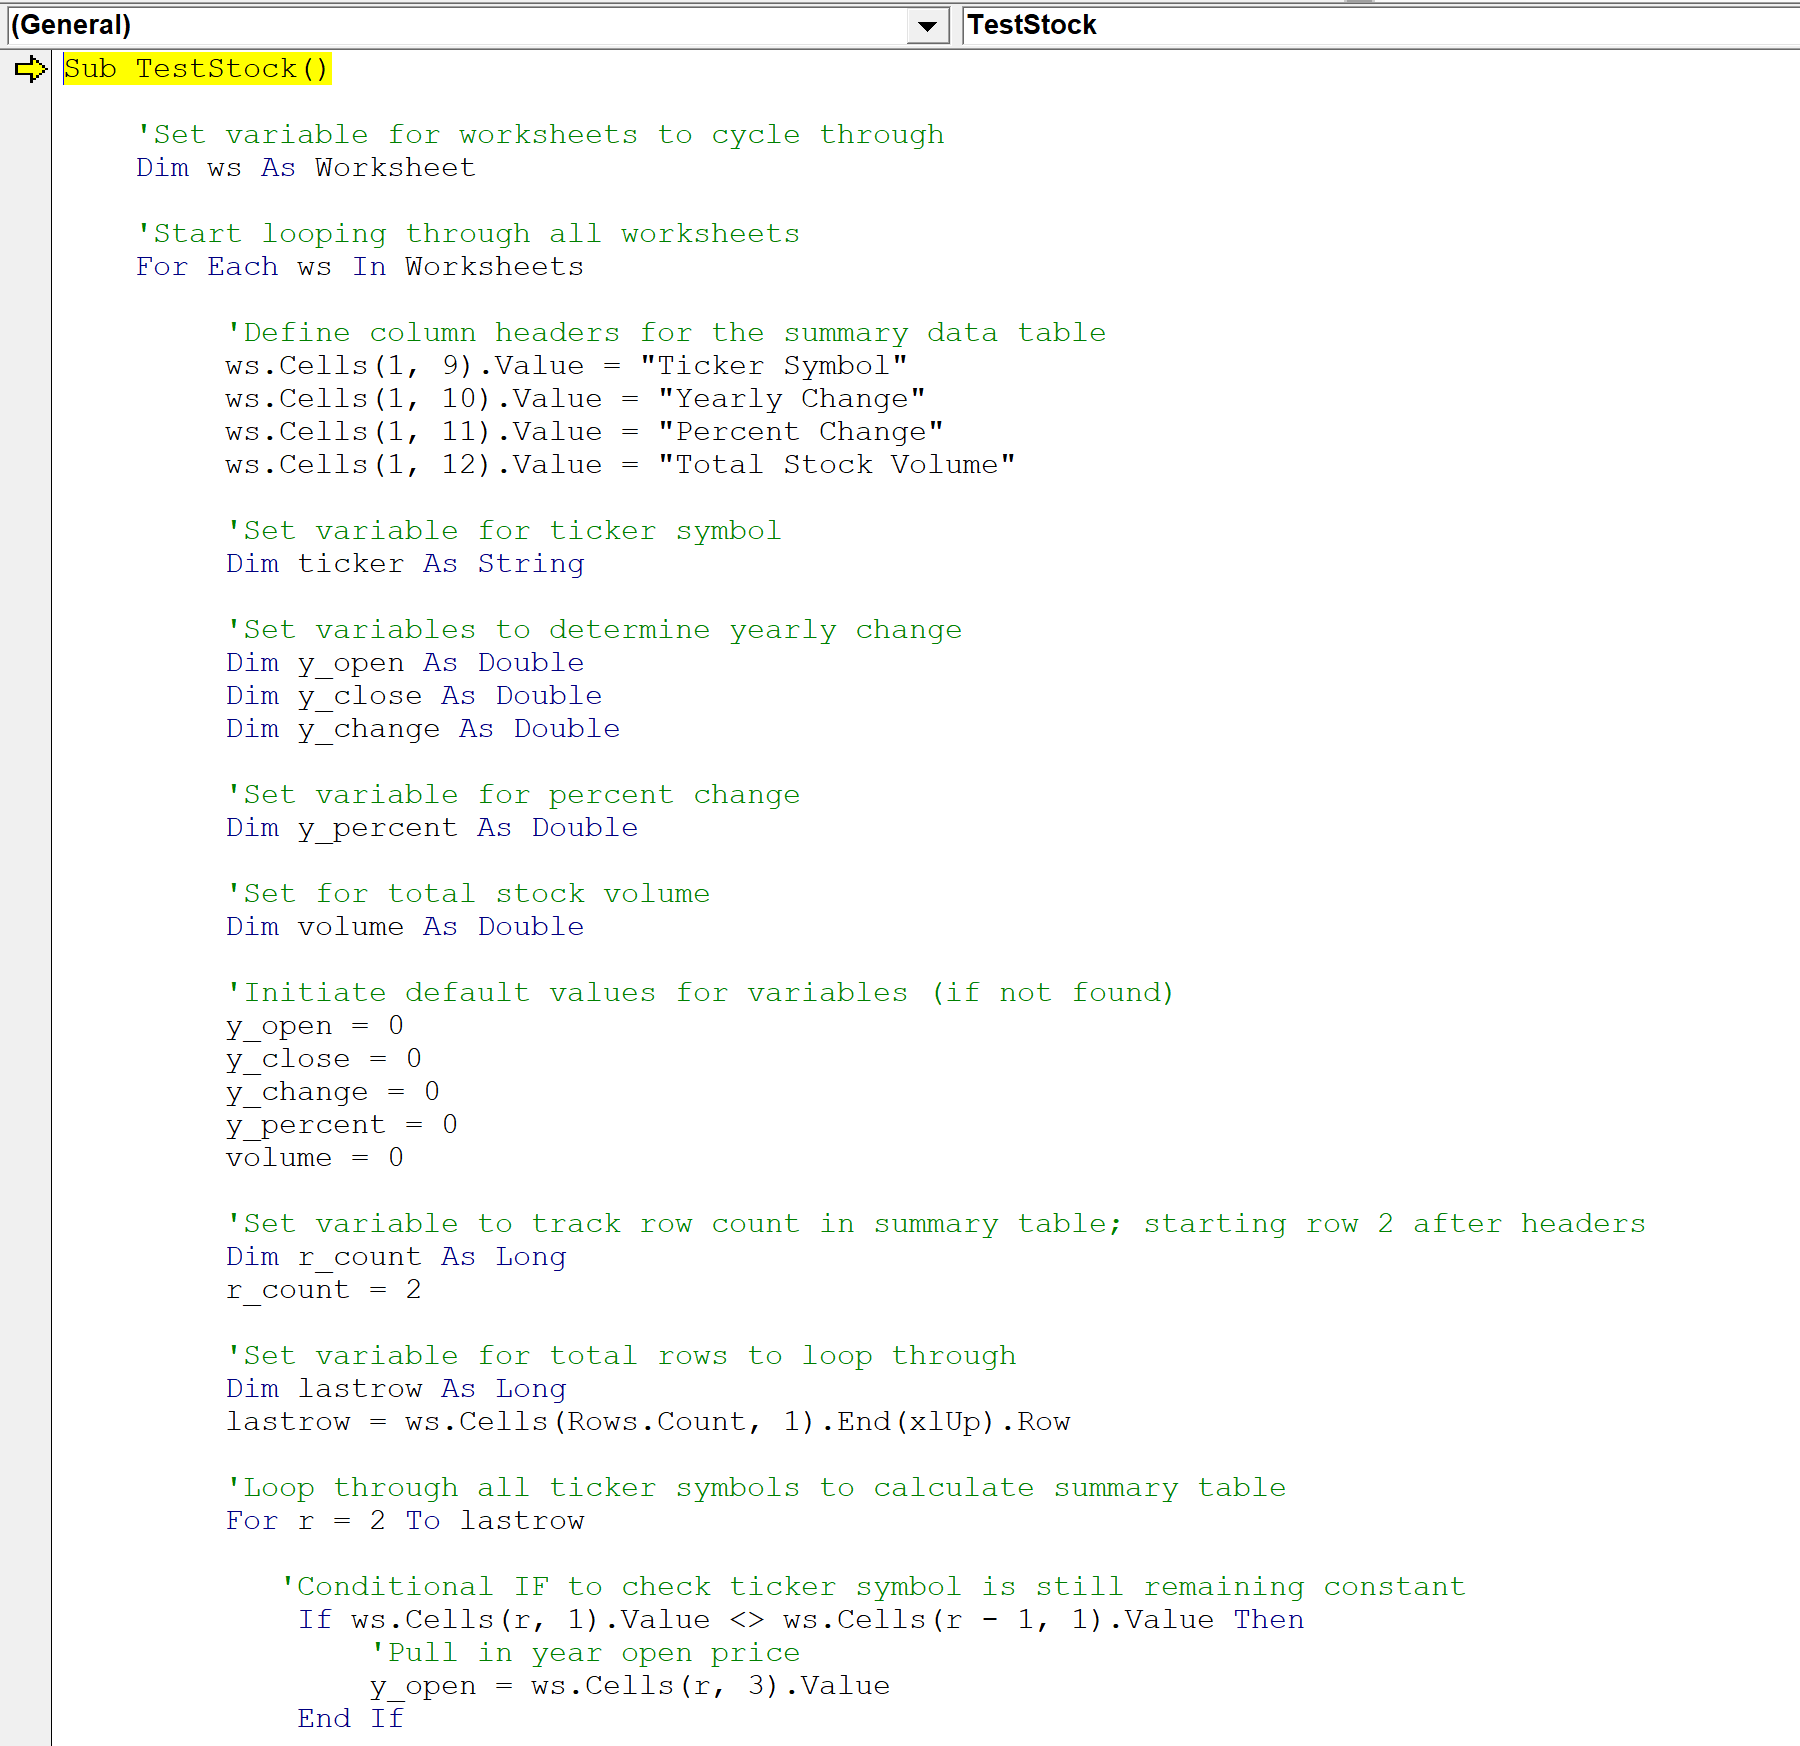 (General)
TestStock
Sub TestStock()
'Set variable for worksheets to cycle through
Dim ws As Worksheet
'Start looping through all worksheets
For Each ws In Worksheets
'Define column headers for the summary data table
ws.Cells(1, 9).Value = "Ticker Symbol"
ws.Cells(1, 10).Value = "Yearly Change"
ws.Cells(1, 11).Value = "Percent Change"
ws.Cells(1, 12).Value = "Total Stock Volume"
'Set variable for ticker symbol
Dim ticker As String
'Set variables to determine yearly change
Dim y_open As Double
Dim y_close As Double
Dim y_change As Double
'Set variable for percent change
Dim y_percent As Double
'Set for total stock volume
Dim volume As Double
'Initiate default values for variables (if not found)
y_open = 0
y_close = 0
y_change = 0
y_percent = 0
volume = 0
'Set variable to track row count in summary table; starting row 2 after headers
Dim r_count As Long
r_count = 2
'Set variable for total rows to loop through
Dim lastrow As Long
lastrow = ws.Cells(Rows.Count, 1).End(xlUp).Row
'Loop through all ticker symbols to calculate summary table
For r = 2 To lastrow
'Conditional IF to check ticker symbol is still remaining constant
If ws.Cells(r, 1).Value <> ws.Cells(r - 1, 1).Value Then
'Pull in year open price
y_open = ws.Cells(r, 3).Value
End If